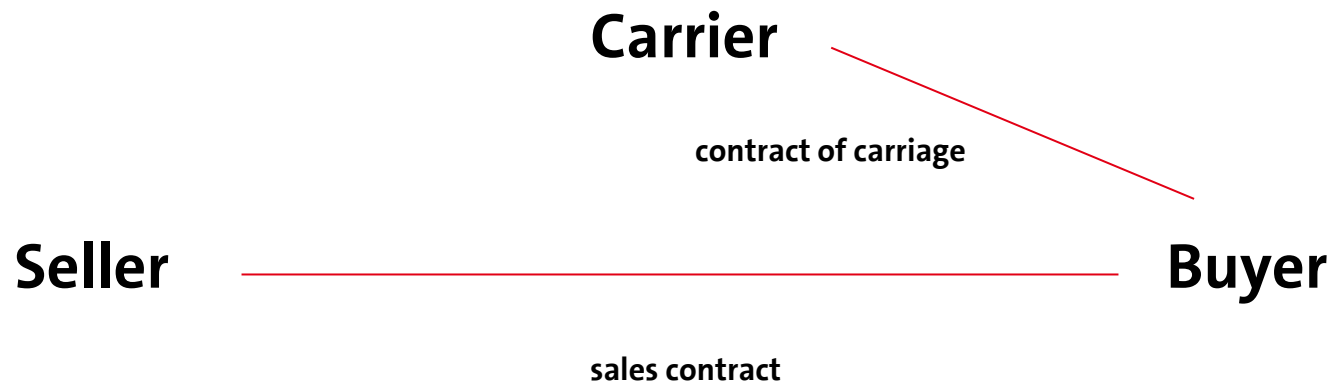 Carrier
contract of carriage
Seller
Buyer
sales contract